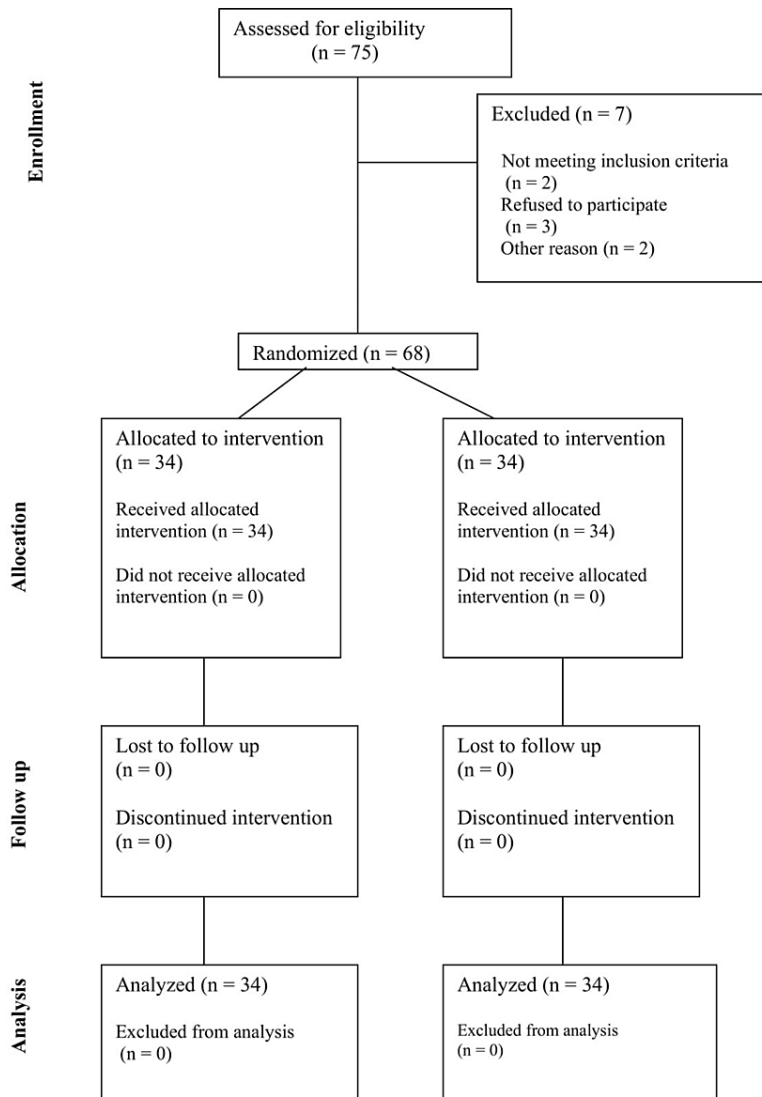 Assessed for eligibility
(n = 75)
Enrollment
Excluded (n = 7)
Not meeting inclusion criteria
(n = 2)
Refused to participate
(n = 3)
Other reason (n = 2)
Randomized (n = 68)
Allocation
Allocated to intervention
(n = 34)
Received allocated
intervention (n = 34)
Did not receive allocated
intervention (n = 0)
Allocated to intervention
(n = 34)
Received allocated
intervention (n = 34)
Did not receive allocated
intervention (n = 0)
Follow up
Lost to follow up
(n = 0)
Discontinued intervention
(n = 0)
Lost to follow up
(n = 0)
Discontinued intervention
(n = 0)
Analysis
Analyzed (n = 34)
Excluded from analysis
(n = 0)
Analyzed (n = 34)
Excluded from analysis
(n = 0)